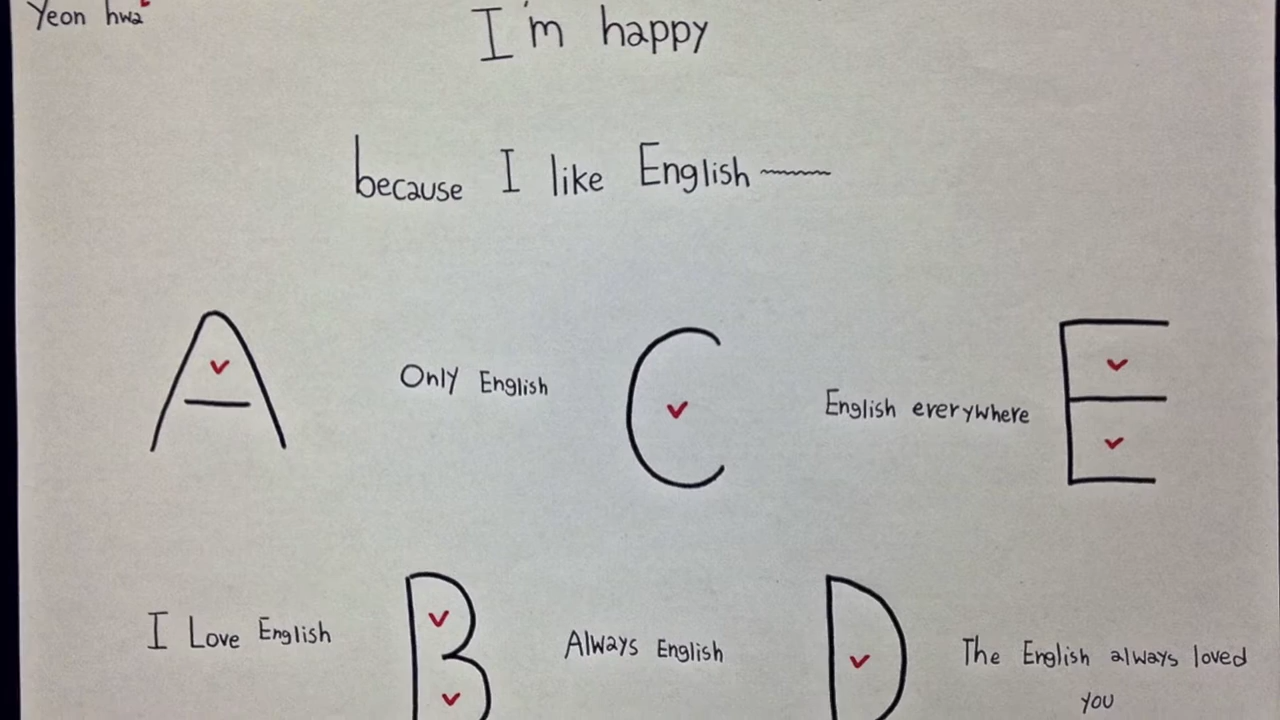 Yeon hwa
I'm happy
because I like English
A
Only English
C
English everywhere
E
I Love English
B
Always English
D
The English always loved
you